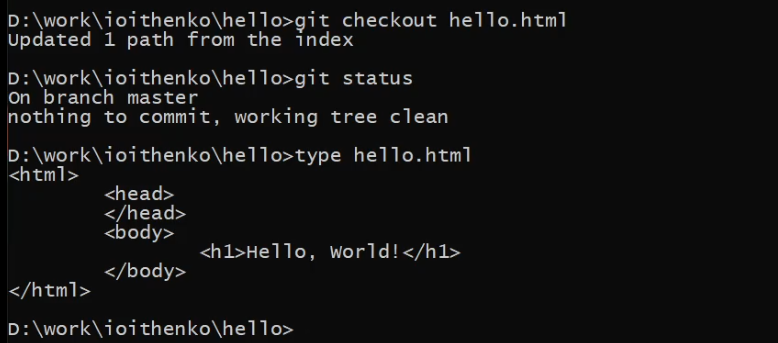 D:\work\ioithenko\hello>git checkout hello.html
Updated 1 path from the index
D:\work\ioithenko\hello>git status
On branch master
nothing to commit, working tree clean
D:\work\ioithenko\hello>type hello.html
<html>
        <head>
        </head>
        <body>
                <h1>Hello, World!</h1>
        </body>
</html>
D:\work\ioithenko\hello>